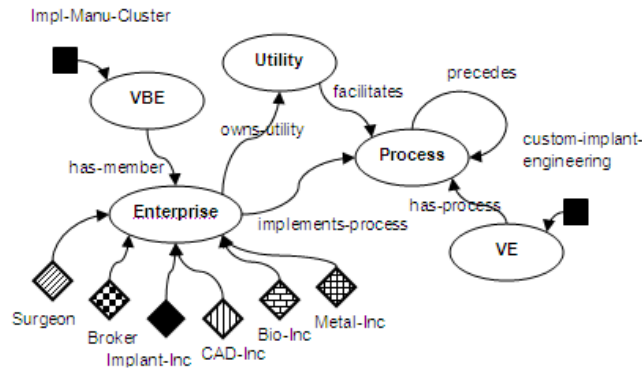 Impl-Manu-Cluster
Utility
precedes
facilitates
VBE
owns-utility
Process
custom-implant-
engineering
has-member
Enterprise
implements-process
has-process
VE
Surgeon
Broker
Implant-Inc
CAD-Inc
Bio-Inc
Metal-Inc